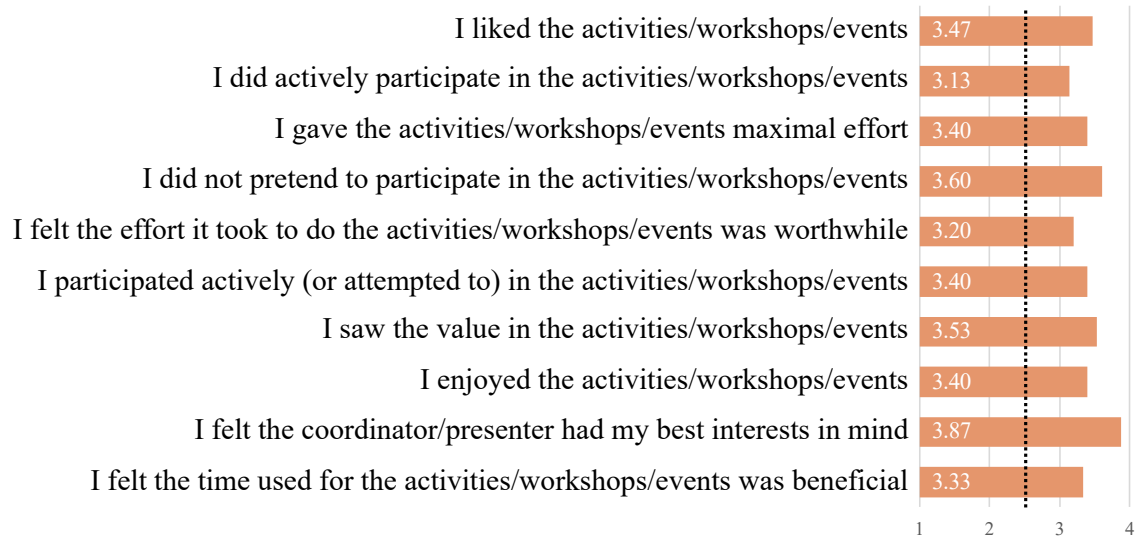 I liked the activities/workshops/events 3.47
I did actively participate in the activities/workshops/events 3.13
I gave the activities/workshops/events maximal effort 3.40
I did not pretend to participate in the activities/workshops/events 3.60
I felt the effort it took to do the activities/workshops/events was worthwhile 3.20
I participated actively (or attempted to) in the activities/workshops/events 3.40
I saw the value in the activities/workshops/events 3.53
I enjoyed the activities/workshops/events 3.40
I felt the coordinator/presenter had my best interests in mind 3.87
I felt the time used for the activities/workshops/events was beneficial 3.33
1 2 3 4